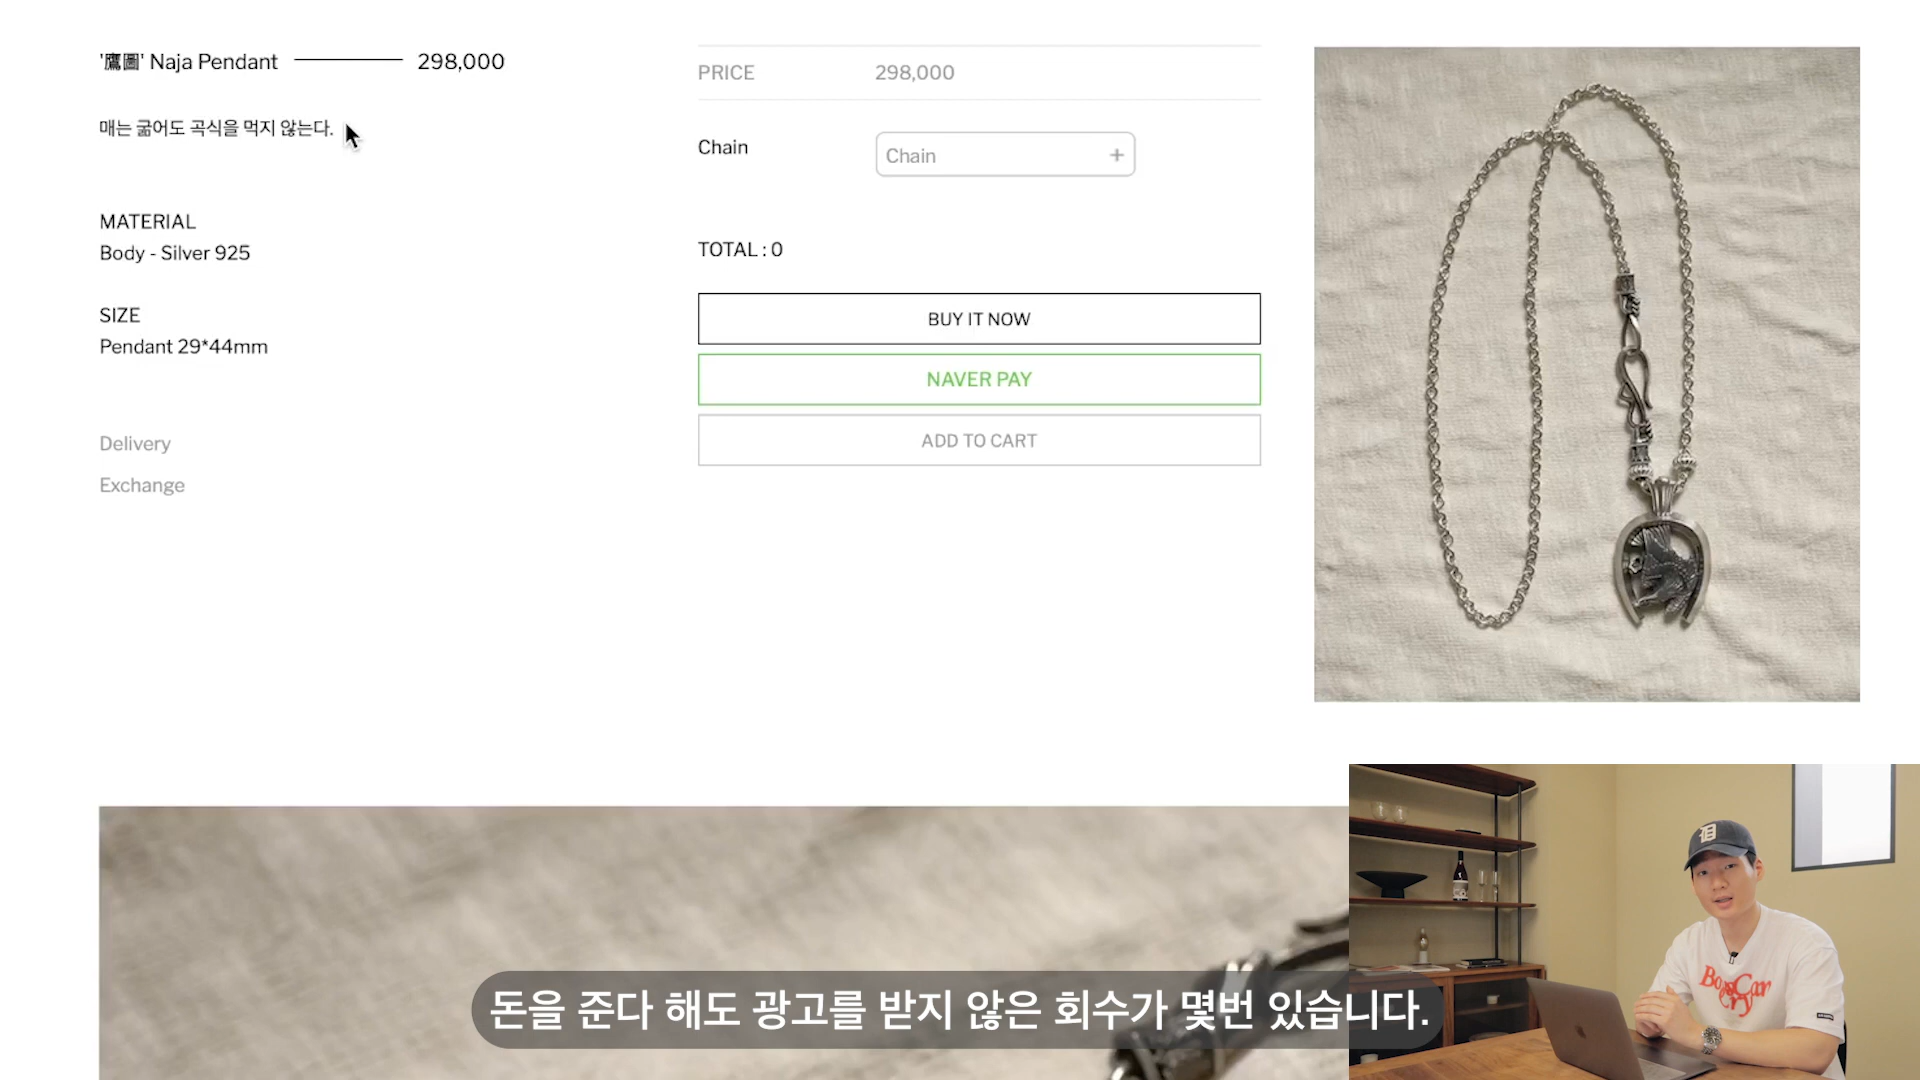 '鷹圖' Naja Pendant 298,000
매는 굶어도 곡식을 먹지 않는다.
MATERIAL
Body - Silver 925
SIZE
Pendant 29*44mm
Delivery
Exchange
PRICE 298,000
Chain Chain +
TOTAL : 0
BUY IT NOW
NAVER PAY
ADD TO CART
Boys Can
Cry
돈을 준다 해도 광고를 받지 않은 회수가 몇번 있습니다.